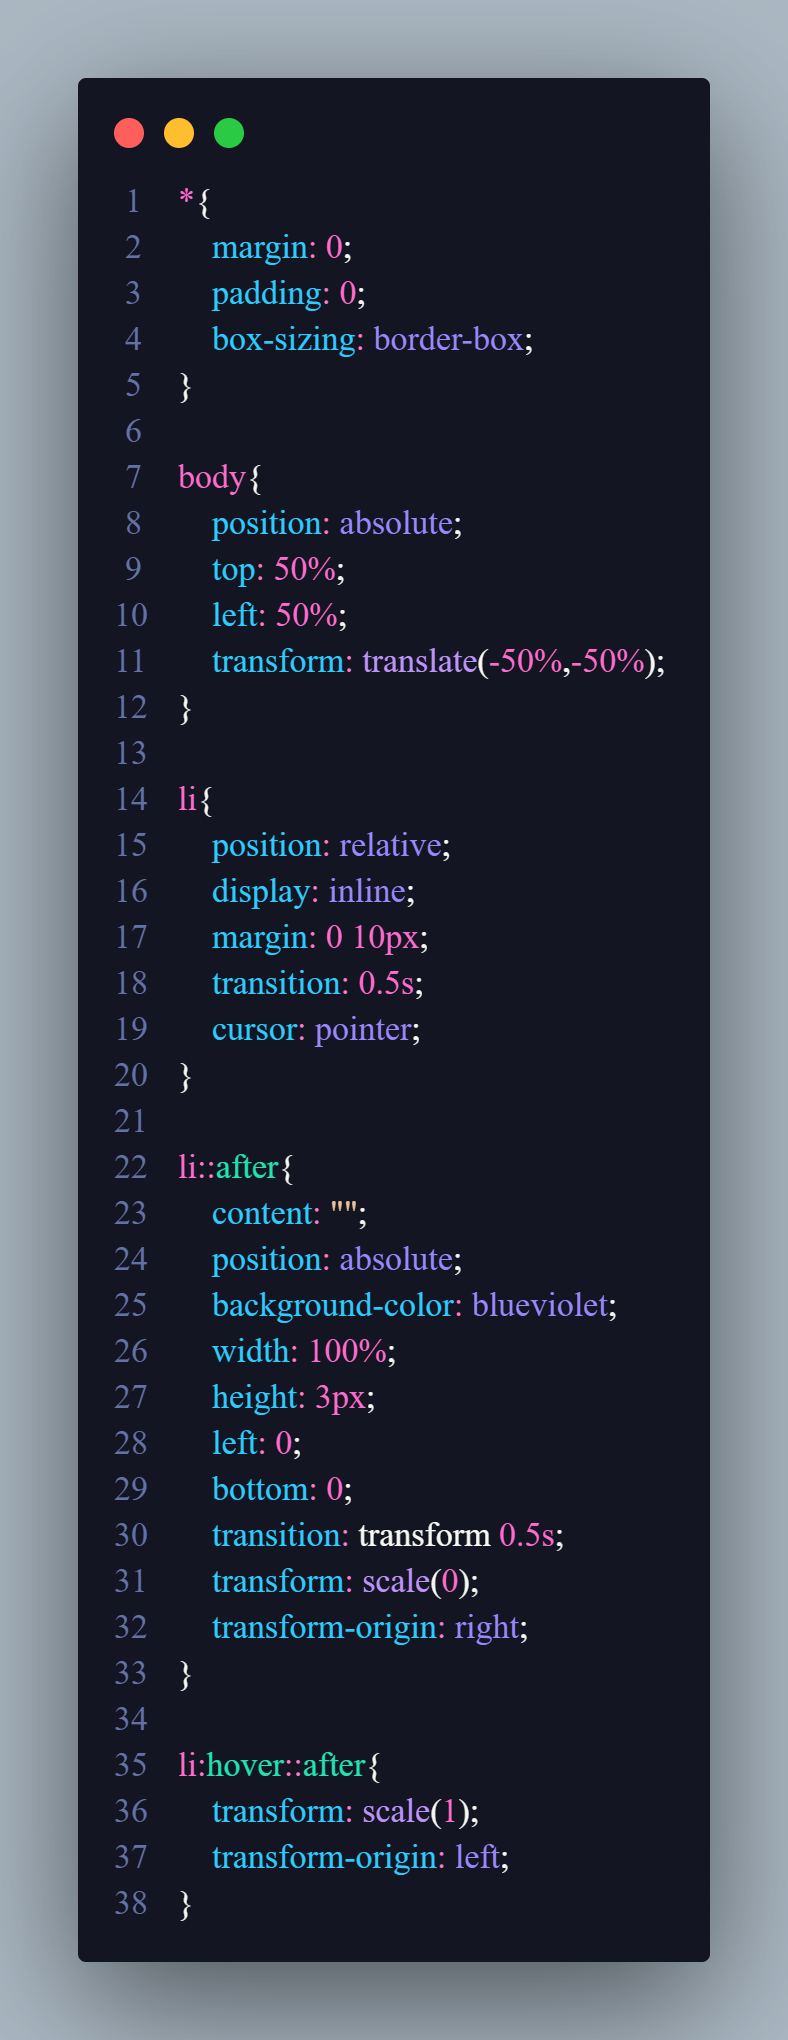 1 *{
2 margin: 0;
3 padding: 0;
4 box-sizing: border-box;
5 }
6
7 body{
8 position: absolute;
9 top: 50%;
10 left: 50%;
11 transform: translate(-50%,-50%);
12 }
13
14 li{
15 position: relative;
16 display: inline;
17 margin: 0 10px;
18 transition: 0.5s;
19 cursor: pointer;
20 }
21
22 li::after{
23 content: "";
24 position: absolute;
25 background-color: blueviolet;
26 width: 100%;
27 height: 3px;
28 left: 0;
29 bottom: 0;
30 transition: transform 0.5s;
31 transform: scale(0);
32 transform-origin: right;
33 }
34
35 li:hover::after{
36 transform: scale(1);
37 transform-origin: left;
38 }